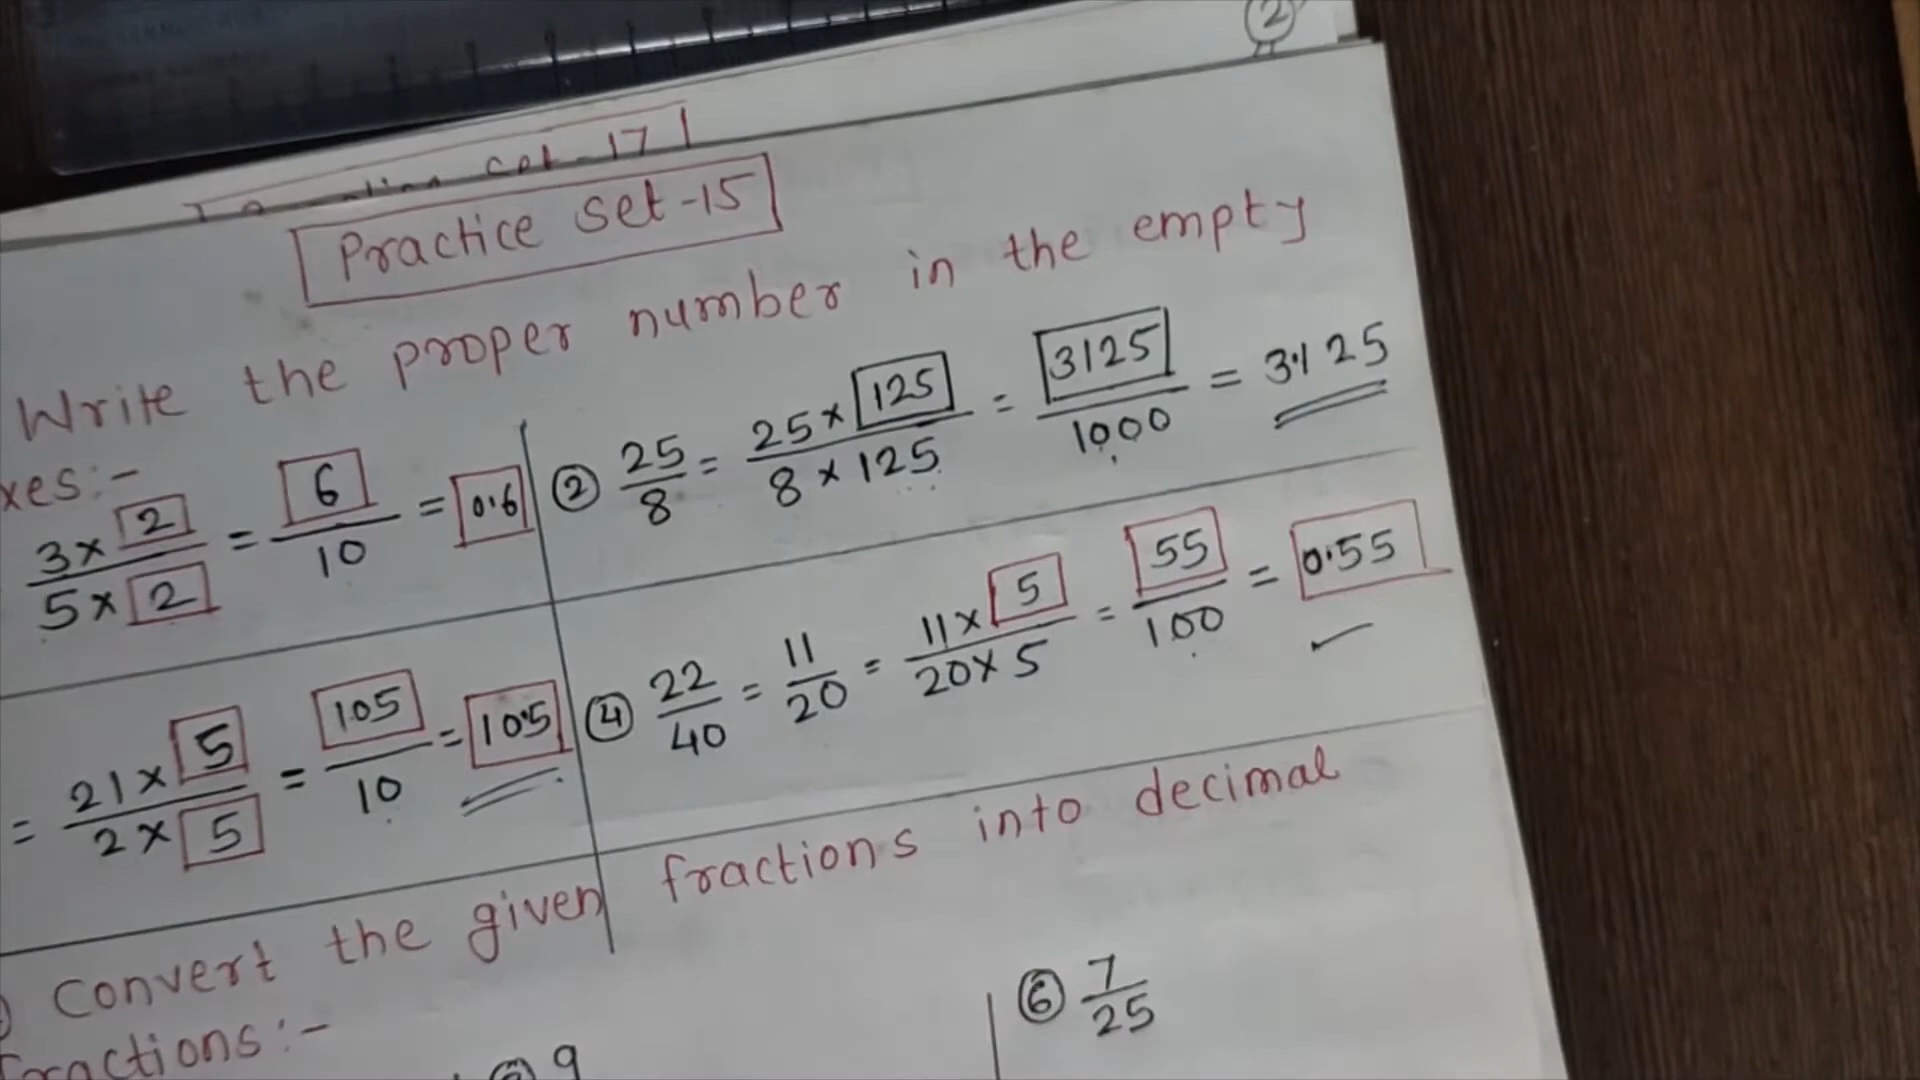 2
set-17
Practice set-15
Write the proper number in the empty
xes:-
3×2/5×2 = 6/10 = 0.6
② 25/8 = 25×125/8×125 = 3125/1000 = 3.125
= 21×5/2×5 = 105/10 = 10.5
④ 22/40 = 11/20 = 11×5/20×5 = 55/100 = 0.55
Convert the given fractions into decimal
fractions:-
9
⑥ 7/25